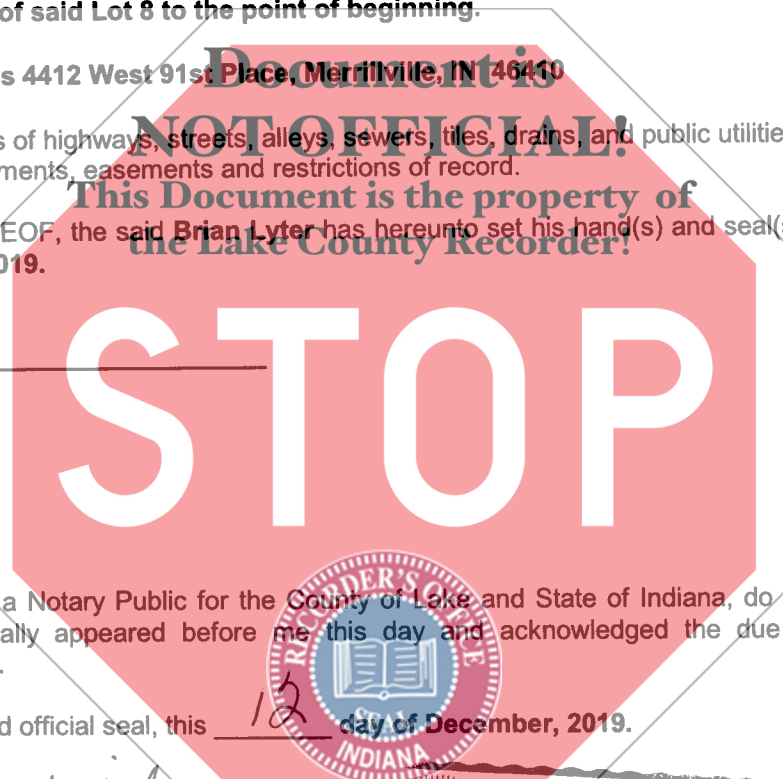 of said Lot 8 to the point of beginning.
s 4412 West 91st Place, Merrillville, IN 46410
Document is
NOT OFFICIAL!
s of highways, streets, alleys, sewers, tiles, drains, and public utilitie
ments, easements and restrictions of record.
This Document is the property of
the Lake County Recorder!
EOF, the said Brian Lyter has hereunto set his hand(s) and seal(s
019.
STOP
a Notary Public for the County of Lake and State of Indiana, do
ally appeared before me this day and acknowledged the due
.
d official seal, this 12 day of December, 2019.
RECORDER'S OFFICE
SEAL
INDIANA